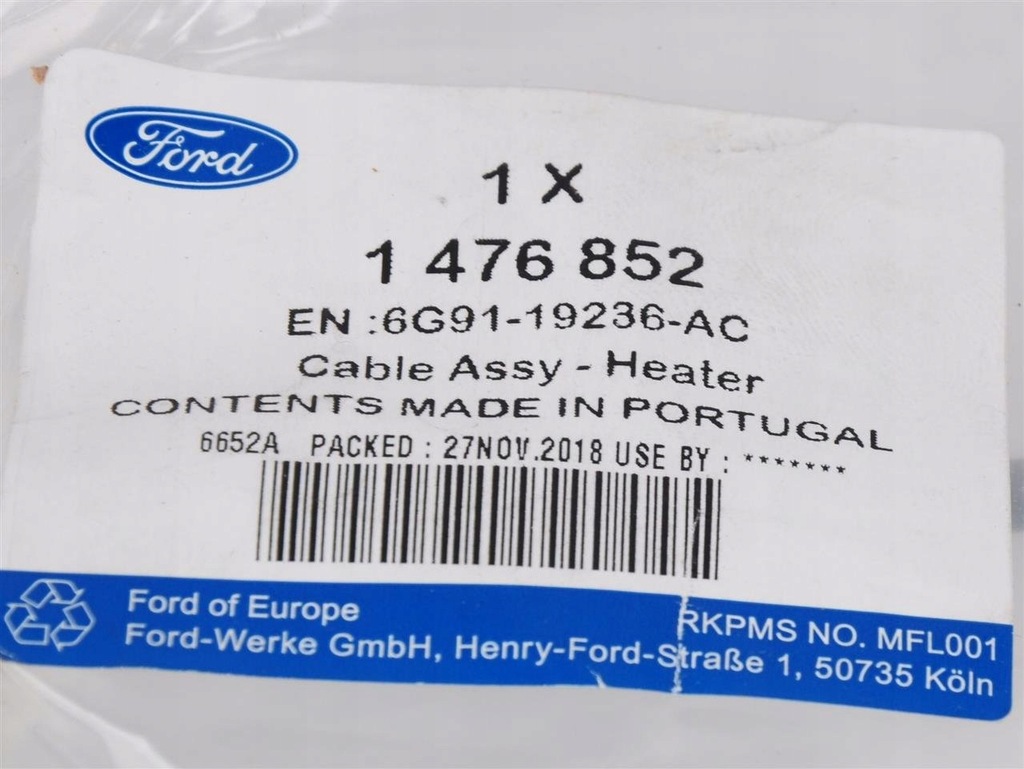 Ford
1 X
1 476 852
EN :6G91-19236-AC
Cable Assy - Heater
CONTENTS MADE IN PORTUGAL
6652A PACKED : 27NOV.2018 USE BY : *******
RKPMS NO. MFL001
Ford of Europe
Ford-Werke GmbH, Henry-Ford-Straße 1, 50735 Köln